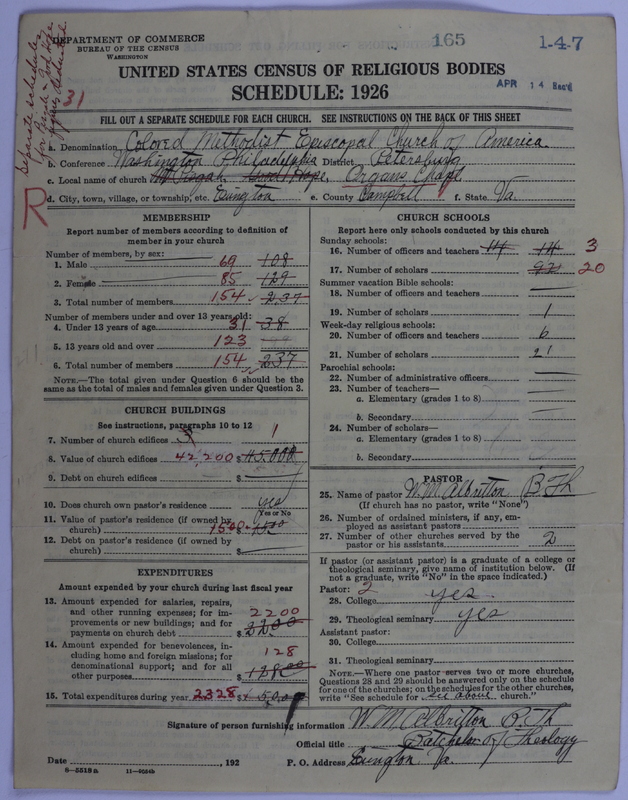 DEPARTMENT OF COMMERCE
BUREAU OF THE CENSUS
WASHINGTON
165
1-4-7
Separate schedules
31
UNITED STATES CENSUS OF RELIGIOUS BODIES
SCHEDULE: 1926
APR 14 Rec'd
FILL OUT A SEPARATE SCHEDULE FOR EACH CHURCH. SEE INSTRUCTIONS ON THE BACK OF THIS SHEET
Denomination Colored Methodist Episcopal Church of America
Conference Washington Philadelphia District Petersburg
c. Local name of church
R
d. City, town, village, or township, etc. Evington e. County Campbell f. State Va.
MEMBERSHIP
Report number of members according to definition of member in your church
Number of members, by sex:
1. Male 69 108
2. Female 85 129
3. Total number of members 154 237
Number of members under and over 13 years old:
4. Under 13 years of age 31 38
5. 13 years old and over 123
6. Total number of members 154 237
NOTE.—The total given under Question 6 should be the same as the total of males and females given under Question 3.
CHURCH BUILDINGS
See instructions, paragraphs 10 to 12
7. Number of church edifices 1
8. Value of church edifices 42,200 $45.000
9. Debt on church edifices $
10. Does church own pastor's residence yes
Yes or No
11. Value of pastor's residence (if owned by church) 1500 $1500
12. Debt on pastor's residence (if owned by church) $
EXPENDITURES
Amount expended by your church during last fiscal year
13. Amount expended for salaries, repairs, and other running expenses; for improvements or new buildings; and for payments on church debt 2200 $2200
14. Amount expended for benevolences, including home and foreign missions; for denominational support; and for all other purposes 128 12800
15. Total expenditures during year 2328 $
CHURCH SCHOOLS
Report here only schools conducted by this church
Sunday schools:
16. Number of officers and teachers 14 14 3
17. Number of scholars 92 20
Summer vacation Bible schools:
18. Number of officers and teachers
19. Number of scholars 1
Week-day religious schools:
20. Number of officers and teachers 6
21. Number of scholars 21
Parochial schools:
22. Number of administrative officers
23. Number of teachers—
a. Elementary (grades 1 to 8)
b. Secondary
24. Number of scholars—
a. Elementary (grades 1 to 8)
b. Secondary
PASTOR
25. Name of pastor W. M. Albritton B Th
(If church has no pastor, write "None")
26. Number of ordained ministers, if any, employed as assistant pastors
27. Number of other churches served by the pastor or his assistants 2
If pastor (or assistant pastor) is a graduate of a college or theological seminary, give name of institution below. (If not a graduate, write "No" in the space indicated.)
Pastor: 2
28. College yes
29. Theological seminary yes
Assistant pastor:
30. College
31. Theological seminary
NOTE.—Where one pastor serves two or more churches, Questions 28 and 29 should be answered only on the schedule for one of the churches; on the schedules for the other churches, write "See schedule for see above church."
Signature of person furnishing information W. M. Albritton B. Th
Official title Batchelor of Theology
Date , 192 P. O. Address Evington Va.